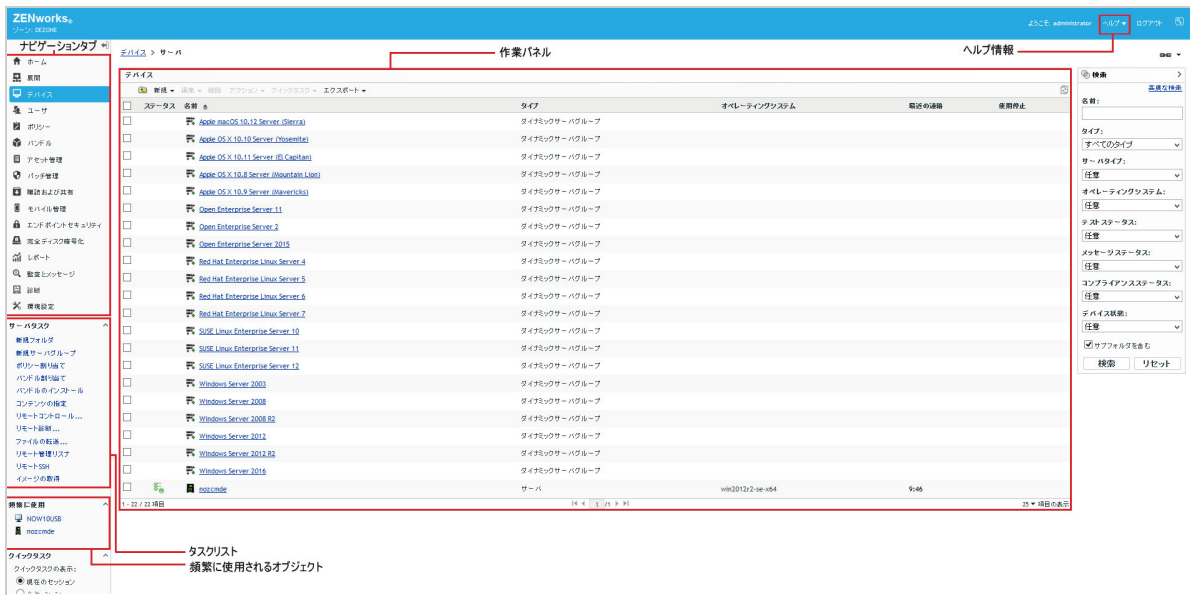 ZENworks®
ゾーン: DEZONE
ようこそ: administrator
ヘルプ
ログアウト
ナビゲーションタブ
作業パネル
ヘルプ情報
デバイス > サーバ
ホーム
展開
デバイス
ユーザ
ポリシー
バンドル
アセット管理
パッチ管理
購読および共有
モバイル管理
エンドポイントセキュリティ
完全ディスク暗号化
レポート
監査とメッセージ
診断
環境設定
サーバタスク
新規フォルダ
新規サーバグループ
ポリシー割り当て
バンドル割り当て
バンドルのインストール
コンテンツの指定
リモートコントロール...
リモート診断...
ファイルの転送...
リモート管理リスナ
リモートSSH
イメージの取得
頻繁に使用
NOW10USB
nozcmde
クイックタスク
クイックタスクの表示:
現在のセッション
デバイス
新規 編集 削除 アクション クイックタスク エクスポート
ステータス 名前 タイプ オペレーティングシステム 最近の連絡 使用停止
Apple macOS 10.12 Server (Sierra) ダイナミックサーバグループ
Apple OS X 10.10 Server (Yosemite) ダイナミックサーバグループ
Apple OS X 10.11 Server (El Capitan) ダイナミックサーバグループ
Apple OS X 10.8 Server (Mountain Lion) ダイナミックサーバグループ
Apple OS X 10.9 Server (Mavericks) ダイナミックサーバグループ
Open Enterprise Server 11 ダイナミックサーバグループ
Open Enterprise Server 2 ダイナミックサーバグループ
Open Enterprise Server 2015 ダイナミックサーバグループ
Red Hat Enterprise Linux Server 4 ダイナミックサーバグループ
Red Hat Enterprise Linux Server 5 ダイナミックサーバグループ
Red Hat Enterprise Linux Server 6 ダイナミックサーバグループ
Red Hat Enterprise Linux Server 7 ダイナミックサーバグループ
SUSE Linux Enterprise Server 10 ダイナミックサーバグループ
SUSE Linux Enterprise Server 11 ダイナミックサーバグループ
SUSE Linux Enterprise Server 12 ダイナミックサーバグループ
Windows Server 2003 ダイナミックサーバグループ
Windows Server 2008 ダイナミックサーバグループ
Windows Server 2008 R2 ダイナミックサーバグループ
Windows Server 2012 ダイナミックサーバグループ
Windows Server 2012 R2 ダイナミックサーバグループ
Windows Server 2016 ダイナミックサーバグループ
nozcmde サーバ win2012r2-se-x64 9:46
1 - 22 / 22 項目
1 /1
25 項目の表示
検索
高度な検索
名前:
タイプ:
すべてのタイプ
サーバタイプ:
任意
オペレーティングシステム:
任意
テストステータス:
任意
メッセージステータス:
任意
コンプライアンスステータス:
任意
デバイス状態:
任意
サブフォルダを含む
検索
リセット
タスクリスト
頻繁に使用されるオブジェクト